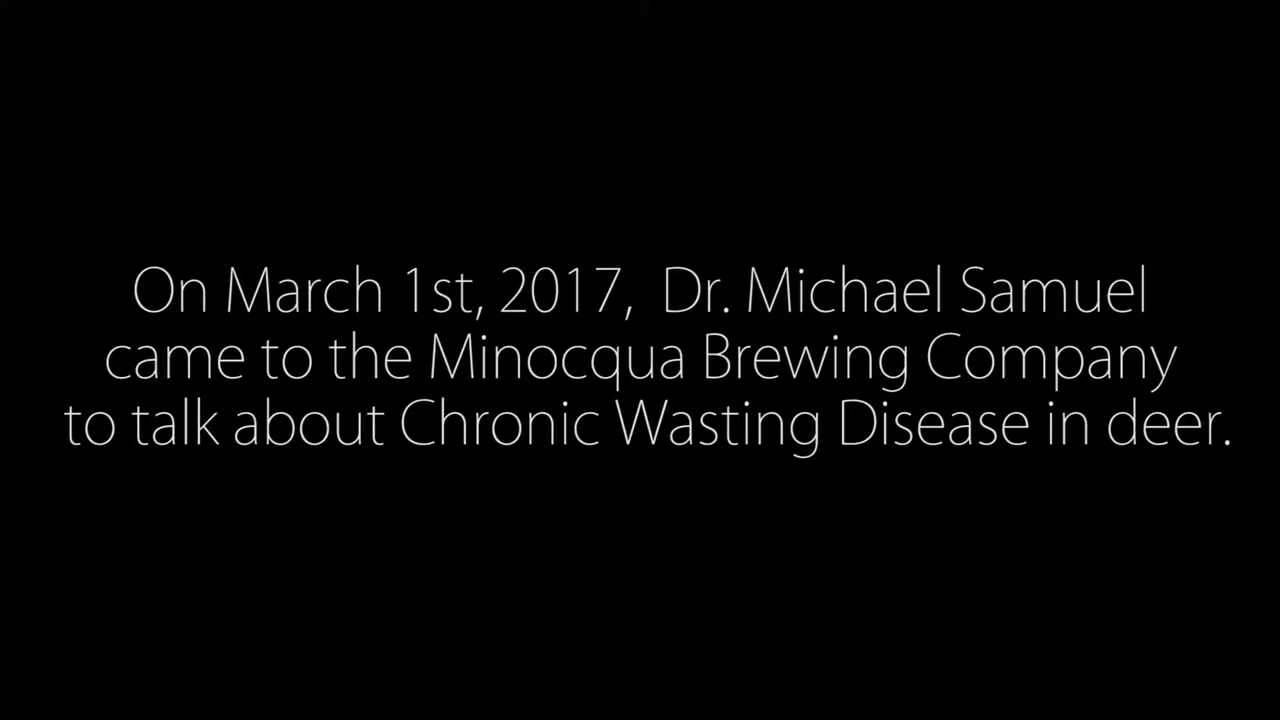 On March 1st, 2017,  Dr. Michael Samuel
came to the Minocqua Brewing Company
to talk about Chronic Wasting Disease in deer.